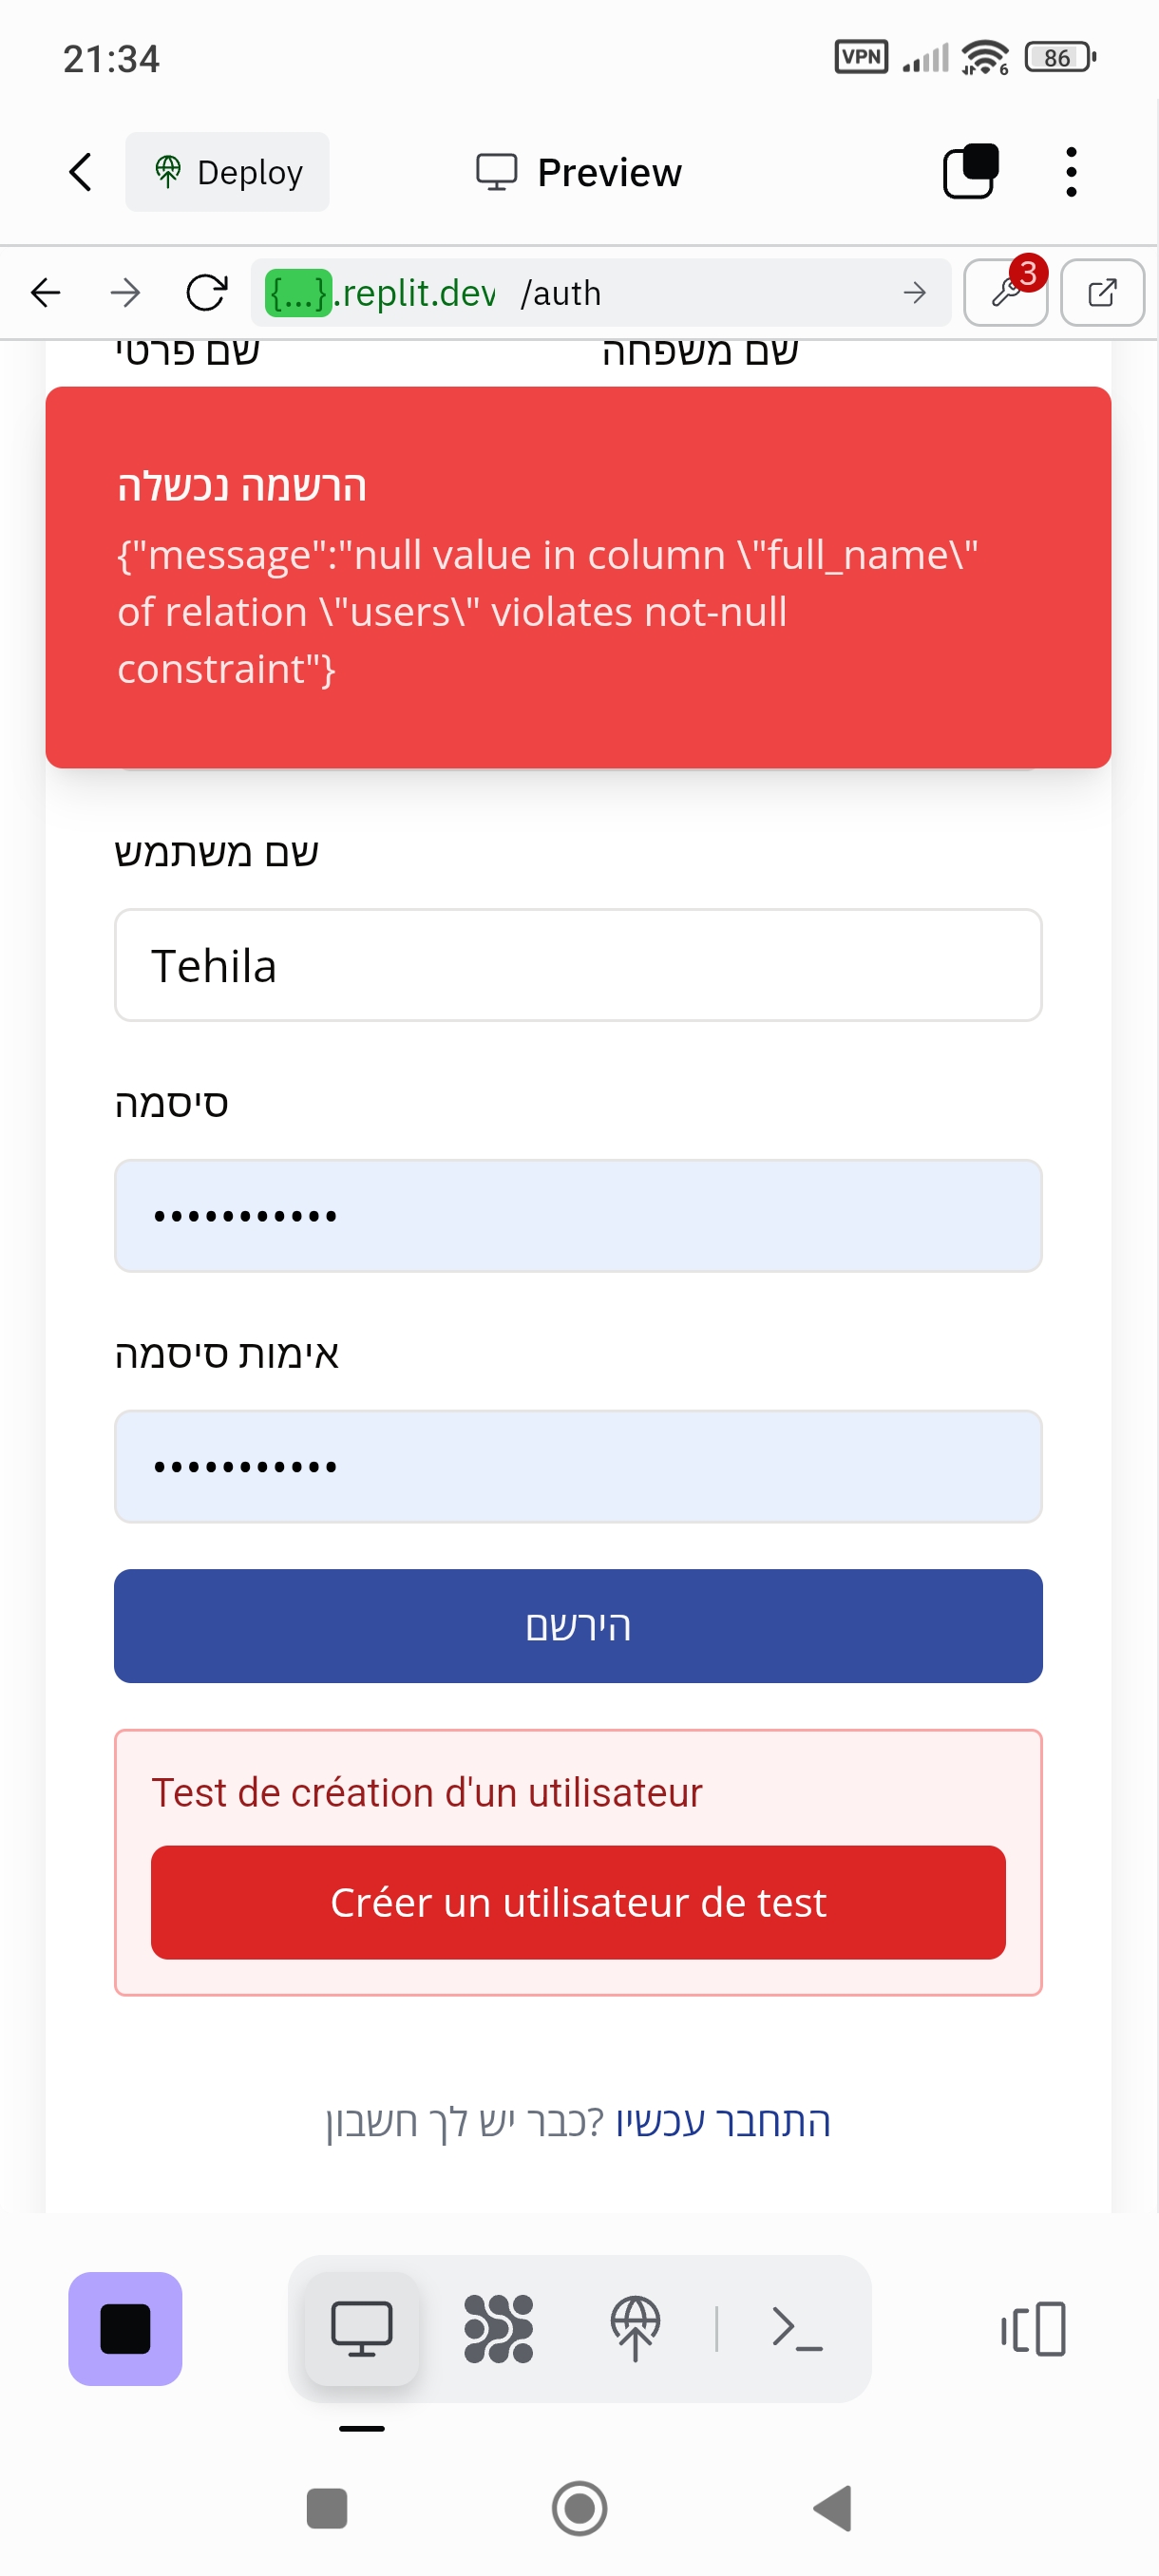 21:34
VPN
6
86
Deploy
Preview
{...}.replit.dev /auth
3
שם פרטי
שם משפחה
הרשמה נכשלה
{"message":"null value in column \"full_name\"
of relation \"users\" violates not-null
constraint"}
שם משתמש
Tehila
סיסמה
•••••••••••
אימות סיסמה
•••••••••••
הירשם
Test de création d'un utilisateur
Créer un utilisateur de test
כבר יש לך חשבון? התחבר עכשיו